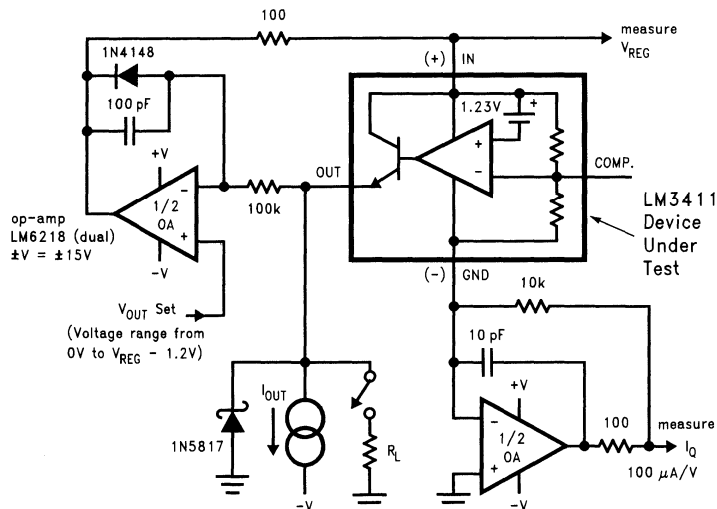 100
measure
V_REG
1N4148
(+) IN
100 pF
1.23V
+
+V
+
OUT
COMP.
-
-
op-amp
LM6218 (dual)
±V = ±15V
1/2
OA
100k
+
LM3411
Device
Under
Test
-V
(-) GND
V_OUT Set
(Voltage range from
0V to V_REG - 1.2V)
10k
10 pF
I_OUT
+V
100
measure
-
1/2
OA
I_Q
1N5817
R_L
+
100 μA/V
-V
-V